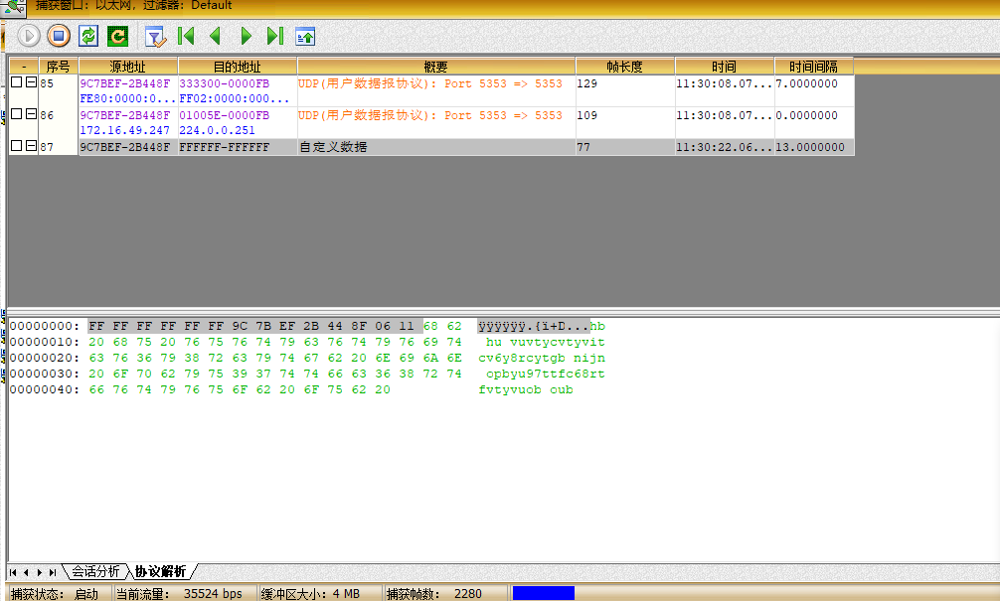 捕获窗口: 以太网, 过滤器: Default
- 序号 源地址 目的地址 概要 帧长度 时间 时间间隔
85 9C7BEF-2B448F 333300-0000FB UDP(用户数据报协议): Port 5353 => 5353 129 11:30:08.07... 7.0000000
FE80:0000:0... FF02:0000:000...
86 9C7BEF-2B448F 01005E-0000FB UDP(用户数据报协议): Port 5353 => 5353 109 11:30:08.07... 0.0000000
172.16.49.247 224.0.0.251
87 9C7BEF-2B448F FFFFFF-FFFFFF 自定义数据 77 11:30:22.06... 13.0000000
00000000: FF FF FF FF FF FF 9C 7B EF 2B 44 8F 06 11 68 62 ÿÿÿÿÿÿ.{ï+D...hb
00000010: 20 68 75 20 76 75 76 74 79 63 76 74 79 76 69 74 hu vuvtycvtyvit
00000020: 63 76 36 79 38 72 63 79 74 67 62 20 6E 69 6A 6E cv6y8rcytgb nijn
00000030: 20 6F 70 62 79 75 39 37 74 74 66 63 36 38 72 74 opbyu97ttfc68rt
00000040: 66 76 74 79 76 75 6F 62 20 6F 75 62 20 fvtyvuob oub
会话分析 协议解析
捕获状态: 启动 当前流量: 35524 bps 缓冲区大小: 4 MB 捕获帧数: 2280